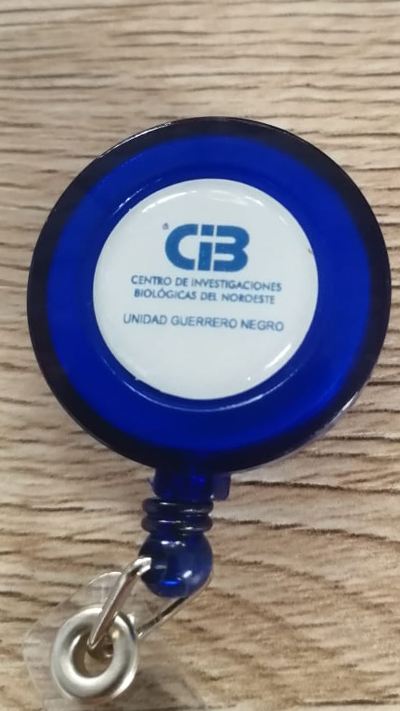 ® CIB
CENTRO DE INVESTIGACIONES
BIOLÓGICAS DEL NOROESTE
UNIDAD GUERRERO NEGRO